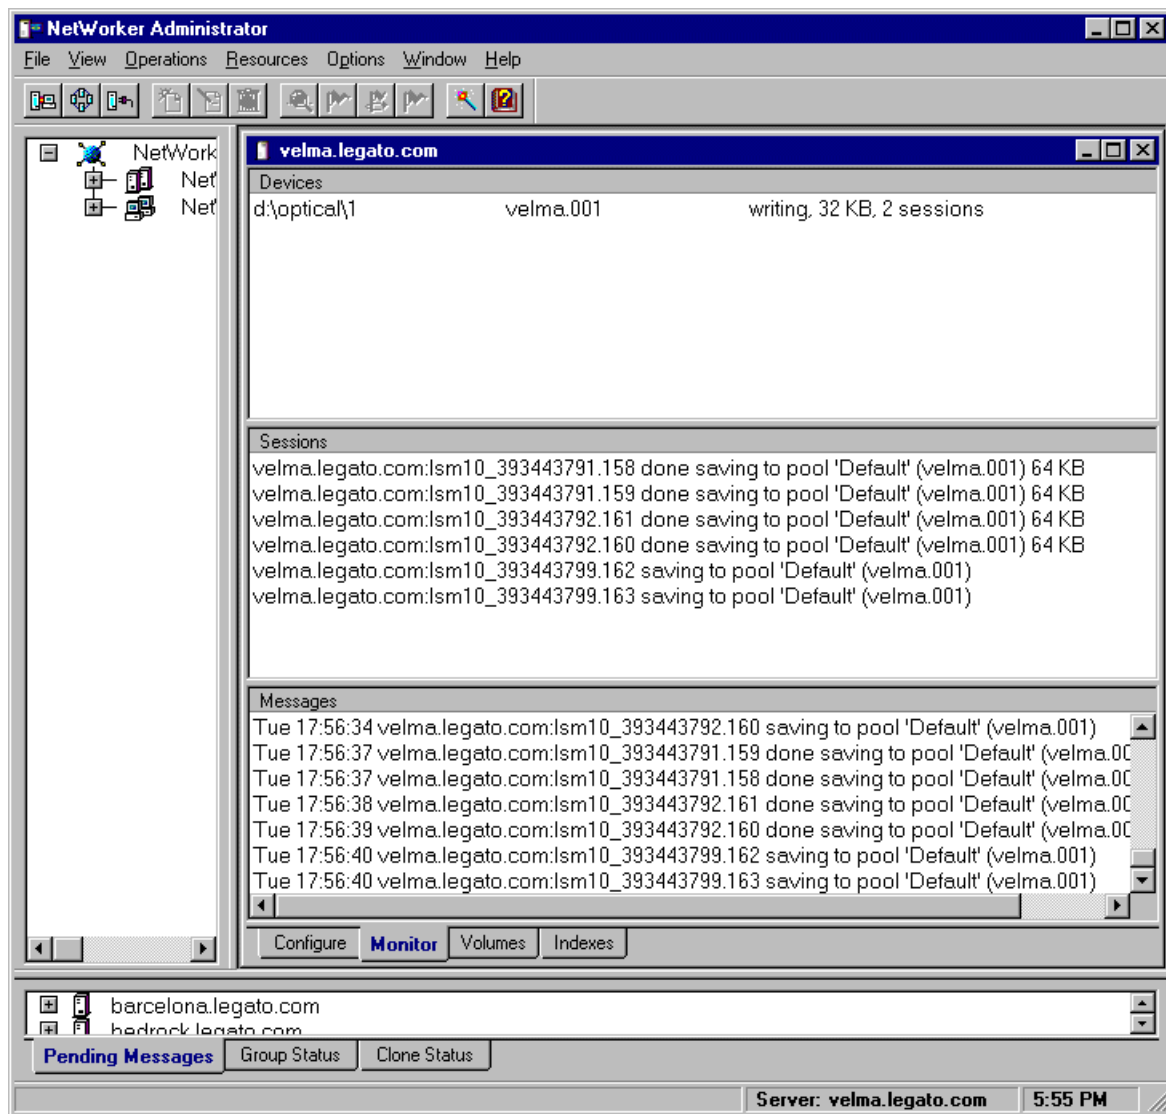 NetWorker Administrator
File View Operations Resources Options Window Help
NetWork
Net
Net
velma.legato.com
Devices
d:\optical\1 velma.001 writing, 32 KB, 2 sessions
Sessions
velma.legato.com:lsm10_393443791.158 done saving to pool 'Default' (velma.001) 64 KB
velma.legato.com:lsm10_393443791.159 done saving to pool 'Default' (velma.001) 64 KB
velma.legato.com:lsm10_393443792.161 done saving to pool 'Default' (velma.001) 64 KB
velma.legato.com:lsm10_393443792.160 done saving to pool 'Default' (velma.001) 64 KB
velma.legato.com:lsm10_393443799.162 saving to pool 'Default' (velma.001)
velma.legato.com:lsm10_393443799.163 saving to pool 'Default' (velma.001)
Messages
Tue 17:56:34 velma.legato.com:lsm10_393443792.160 saving to pool 'Default' (velma.001)
Tue 17:56:37 velma.legato.com:lsm10_393443791.159 done saving to pool 'Default' (velma.00
Tue 17:56:37 velma.legato.com:lsm10_393443791.158 done saving to pool 'Default' (velma.00
Tue 17:56:38 velma.legato.com:lsm10_393443792.161 done saving to pool 'Default' (velma.00
Tue 17:56:39 velma.legato.com:lsm10_393443792.160 done saving to pool 'Default' (velma.00
Tue 17:56:40 velma.legato.com:lsm10_393443799.162 saving to pool 'Default' (velma.001)
Tue 17:56:40 velma.legato.com:lsm10_393443799.163 saving to pool 'Default' (velma.001)
Configure Monitor Volumes Indexes
barcelona.legato.com
bedrock.legato.com
Pending Messages Group Status Clone Status
Server: velma.legato.com 5:55 PM